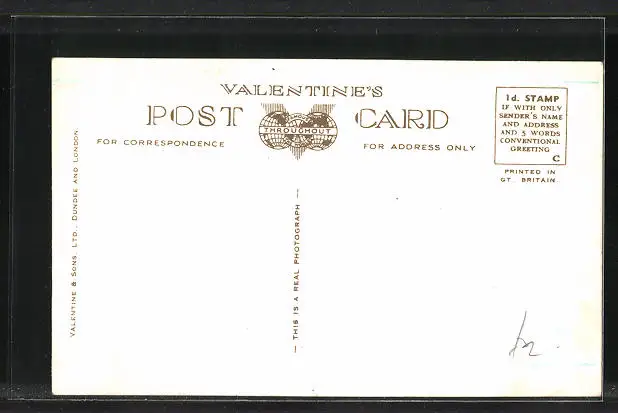 VALENTINE'S
POST CARD
THROUGHOUT
FOR CORRESPONDENCE
FOR ADDRESS ONLY
1d. STAMP
IF WITH ONLY
SENDER'S NAME
AND ADDRESS
AND 5 WORDS
CONVENTIONAL
GREETING
C
PRINTED IN
GT. BRITAIN.
VALENTINE & SONS, LTD., DUNDEE AND LONDON.
— THIS IS A REAL PHOTOGRAPH —